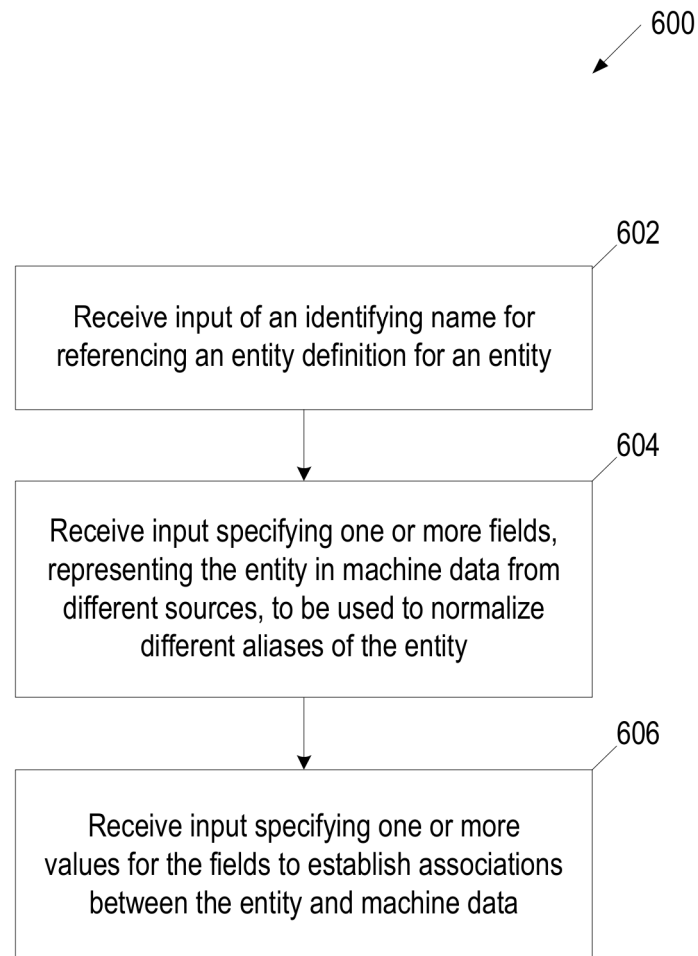 600
602
Receive input of an identifying name for
referencing an entity definition for an entity
604
Receive input specifying one or more fields,
representing the entity in machine data from
different sources, to be used to normalize
different aliases of the entity
606
Receive input specifying one or more
values for the fields to establish associations
between the entity and machine data